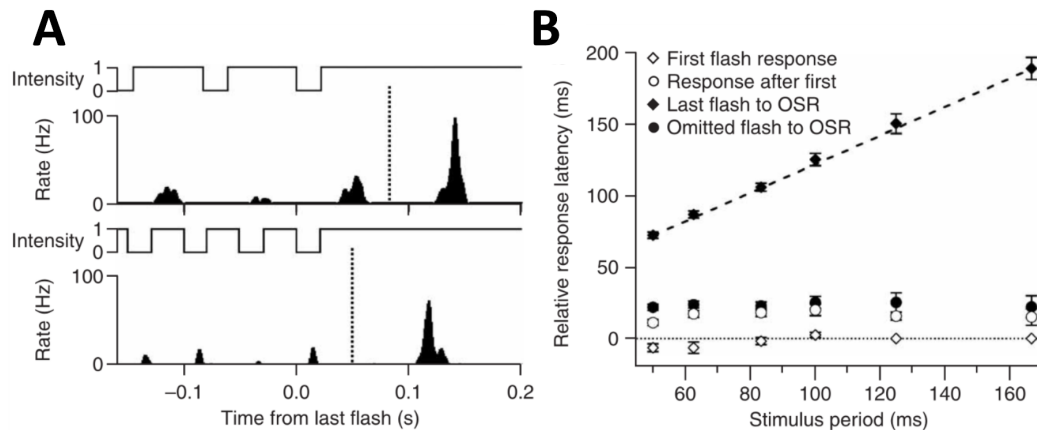 A
Intensity
1
0
Rate (Hz)
100
0
Intensity
1
0
Rate (Hz)
100
0
−0.1
0.0
0.1
0.2
Time from last flash (s)
B
Relative response latency (ms)
200
150
100
50
0
First flash response
Response after first
Last flash to OSR
Omitted flash to OSR
60
80
100
120
140
160
Stimulus period (ms)